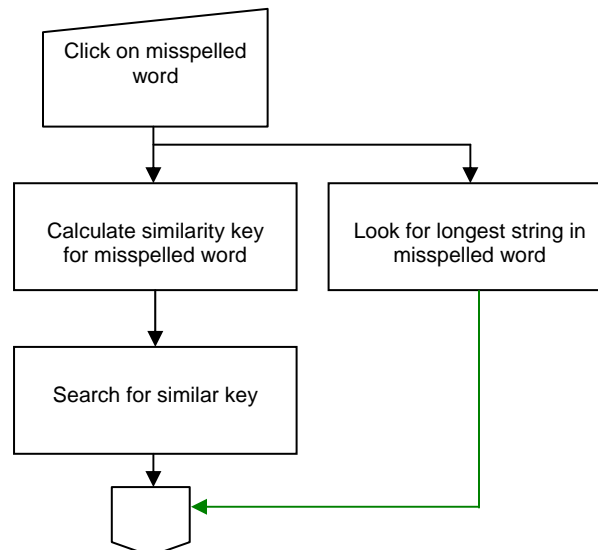 Click on misspelled
word
Calculate similarity key
for misspelled word
Look for longest string in
misspelled word
Search for similar key